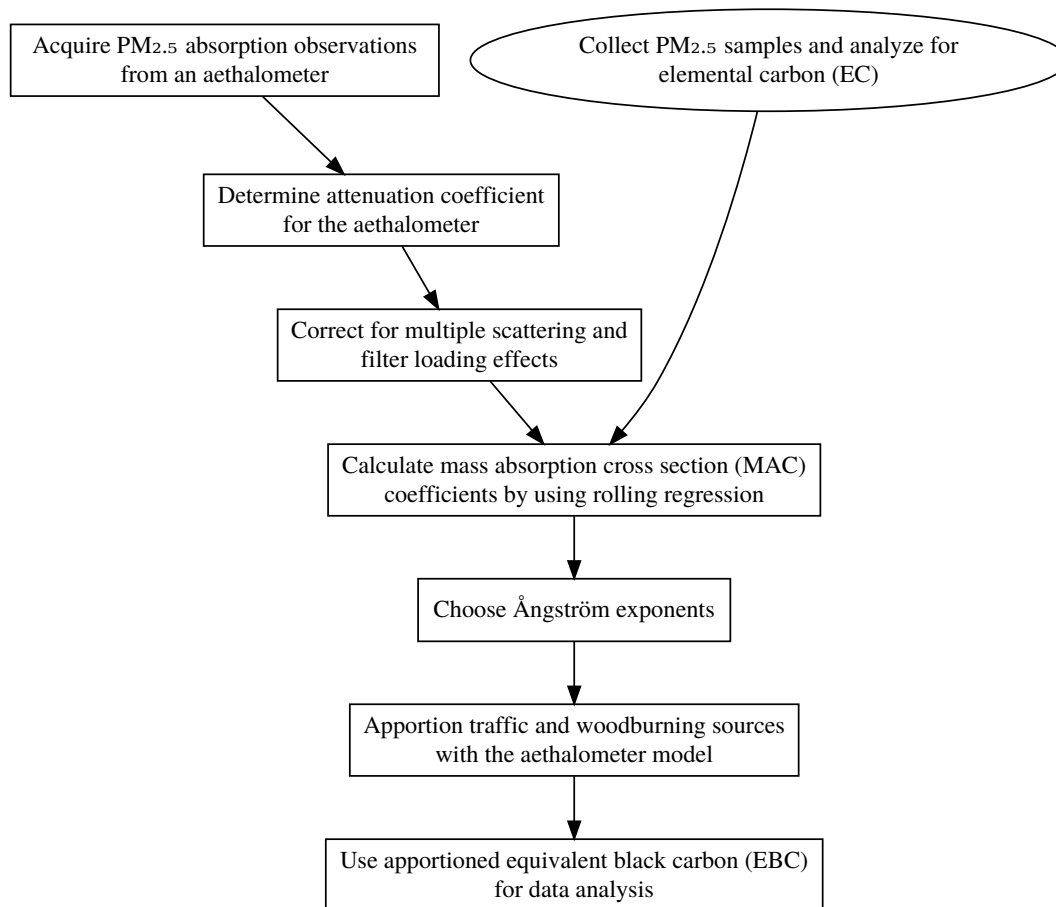 Acquire PM₂.₅ absorption observations
from an aethalometer
Collect PM₂.₅ samples and analyze for
elemental carbon (EC)
Determine attenuation coefficient
for the aethalometer
Correct for multiple scattering and
filter loading effects
Calculate mass absorption cross section (MAC)
coefficients by using rolling regression
Choose Ångström exponents
Apportion traffic and woodburning sources
with the aethalometer model
Use apportioned equivalent black carbon (EBC)
for data analysis